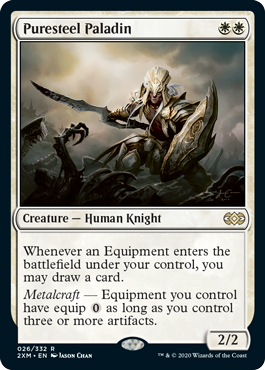 Puresteel Paladin
Creature — Human Knight
Whenever an Equipment enters the
battlefield under your control, you
may draw a card.
Metalcraft — Equipment you control
have equip 0 as long as you control
three or more artifacts.
2/2
026/332 R
2XM • EN Jason Chan
™ & © 2020 Wizards of the Coast